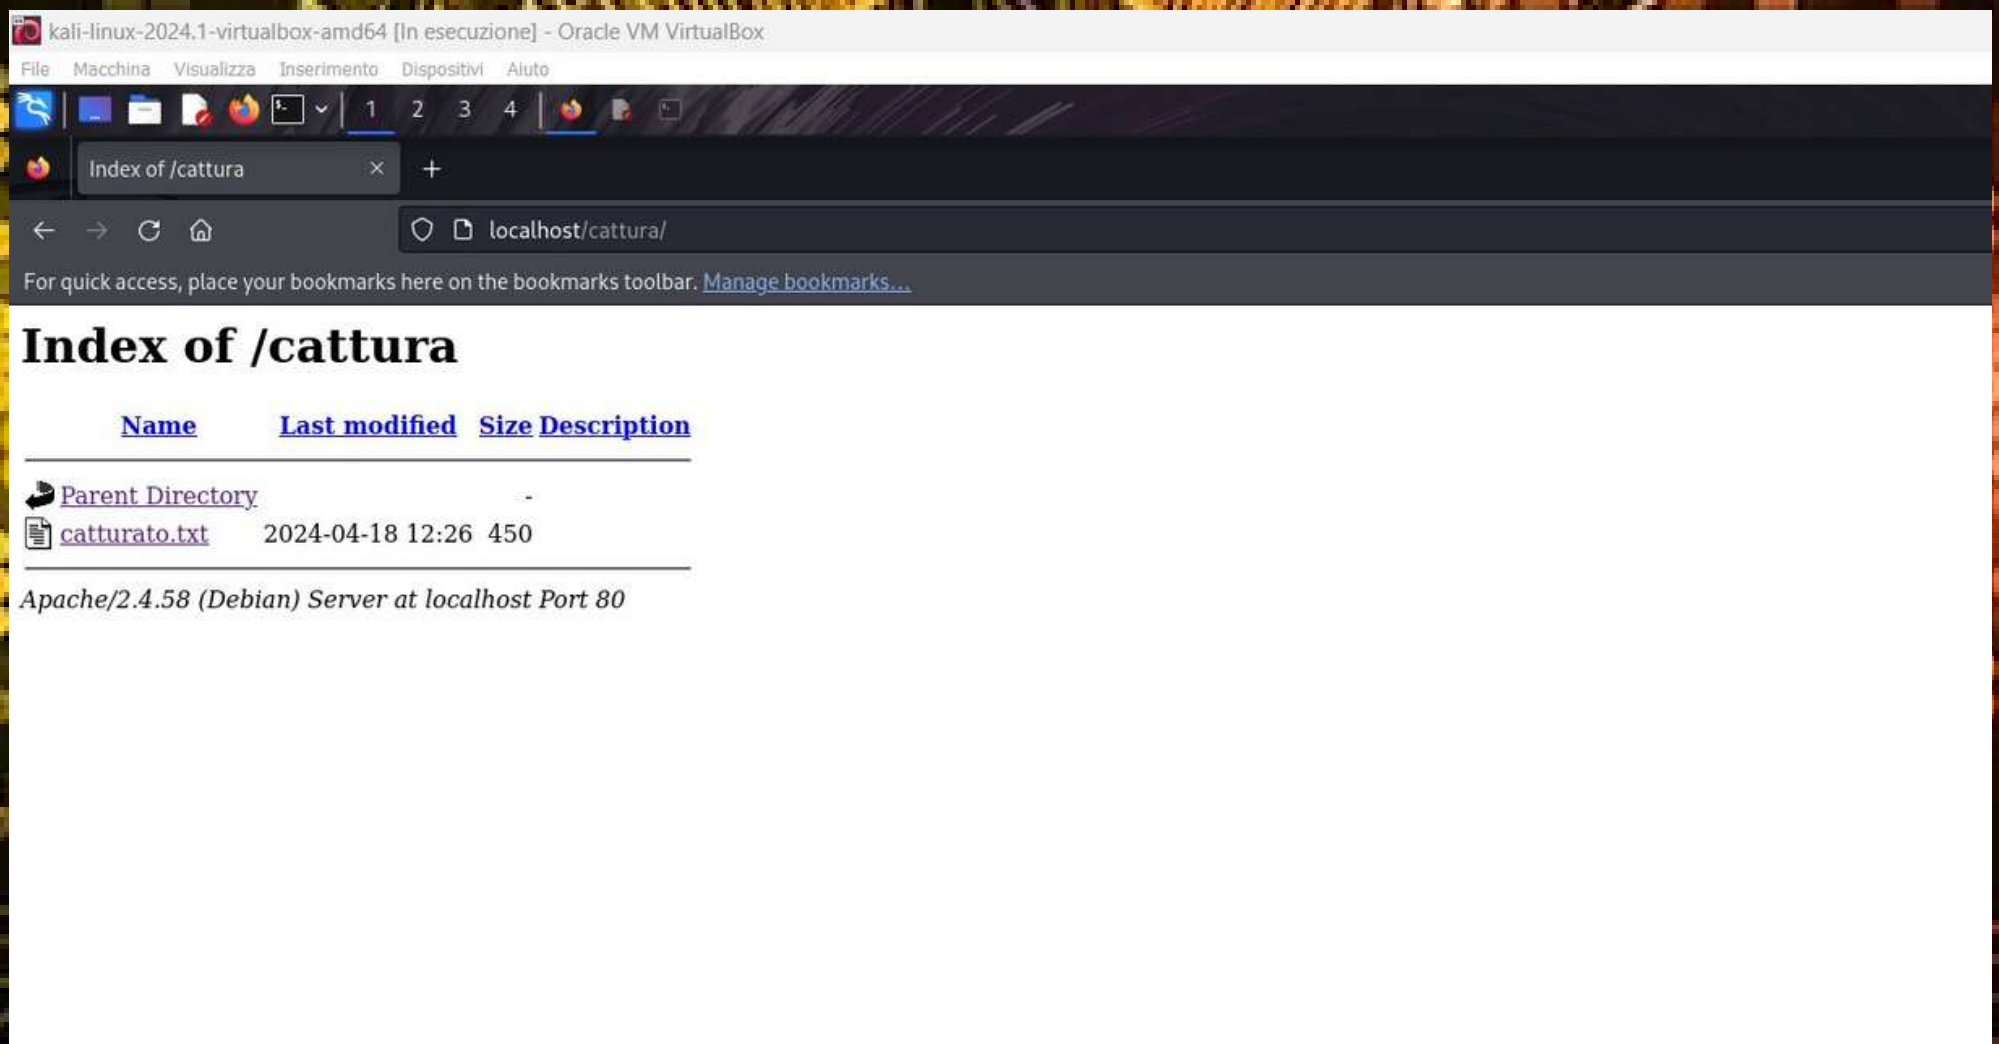 kali-linux-2024.1-virtualbox-amd64 [In esecuzione] - Oracle VM VirtualBox
File Macchina Visualizza Inserimento Dispositivi Aiuto
1 2 3 4
Index of /cattura
localhost/cattura/
For quick access, place your bookmarks here on the bookmarks toolbar. Manage bookmarks...
Index of /cattura
Name Last modified Size Description
Parent Directory -
catturato.txt 2024-04-18 12:26 450
Apache/2.4.58 (Debian) Server at localhost Port 80